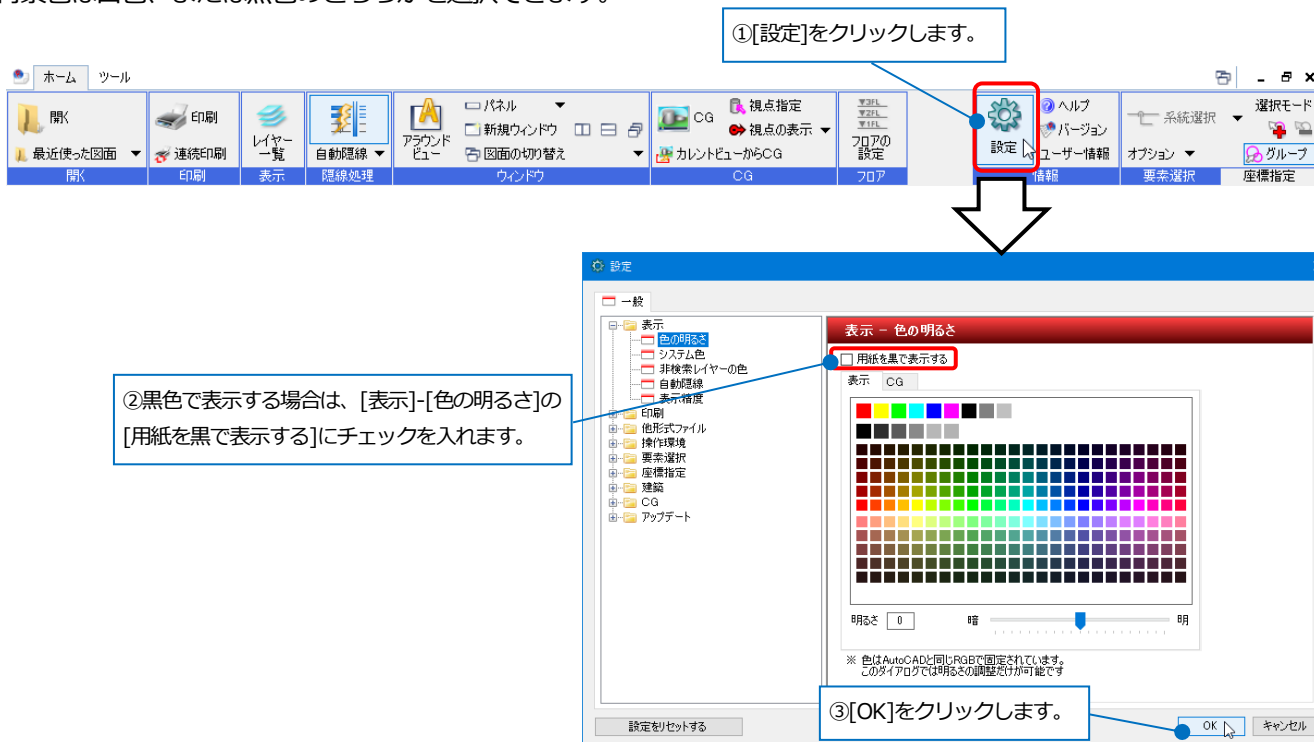 背景色は白色、または黒色のどちらかを選択できます。
①[設定]をクリックします。
ホーム ツール
開く
最近使った図面
開く
印刷
連続印刷
印刷
レイヤー
一覧
表示
自動隠線
隠線処理
アラウンド
ビュー
パネル
新規ウィンドウ
図面の切り替え
ウィンドウ
CG
視点指定
視点の表示
カレントビューからCG
CG
▼3FL
▼2FL
▼1FL
フロアの
設定
フロア
設定
ヘルプ
バージョン
ユーザー情報
情報
系統選択
オプション
要素選択
選択モード
グループ
座標指定
設定
一般
表示
色の明るさ
システム色
非検索レイヤーの色
自動隠線
表示精度
印刷
他形式ファイル
操作環境
要素選択
座標指定
建築
CG
アップデート
表示 - 色の明るさ
用紙を黒で表示する
表示 CG
②黒色で表示する場合は、[表示]-[色の明るさ]の
[用紙を黒で表示する]にチェックを入れます。
明るさ 0 暗 明
※ 色はAutoCADと同じRGBで固定されています。
このダイアログでは明るさの調整だけが可能です
③[OK]をクリックします。
設定をリセットする
OK キャンセル